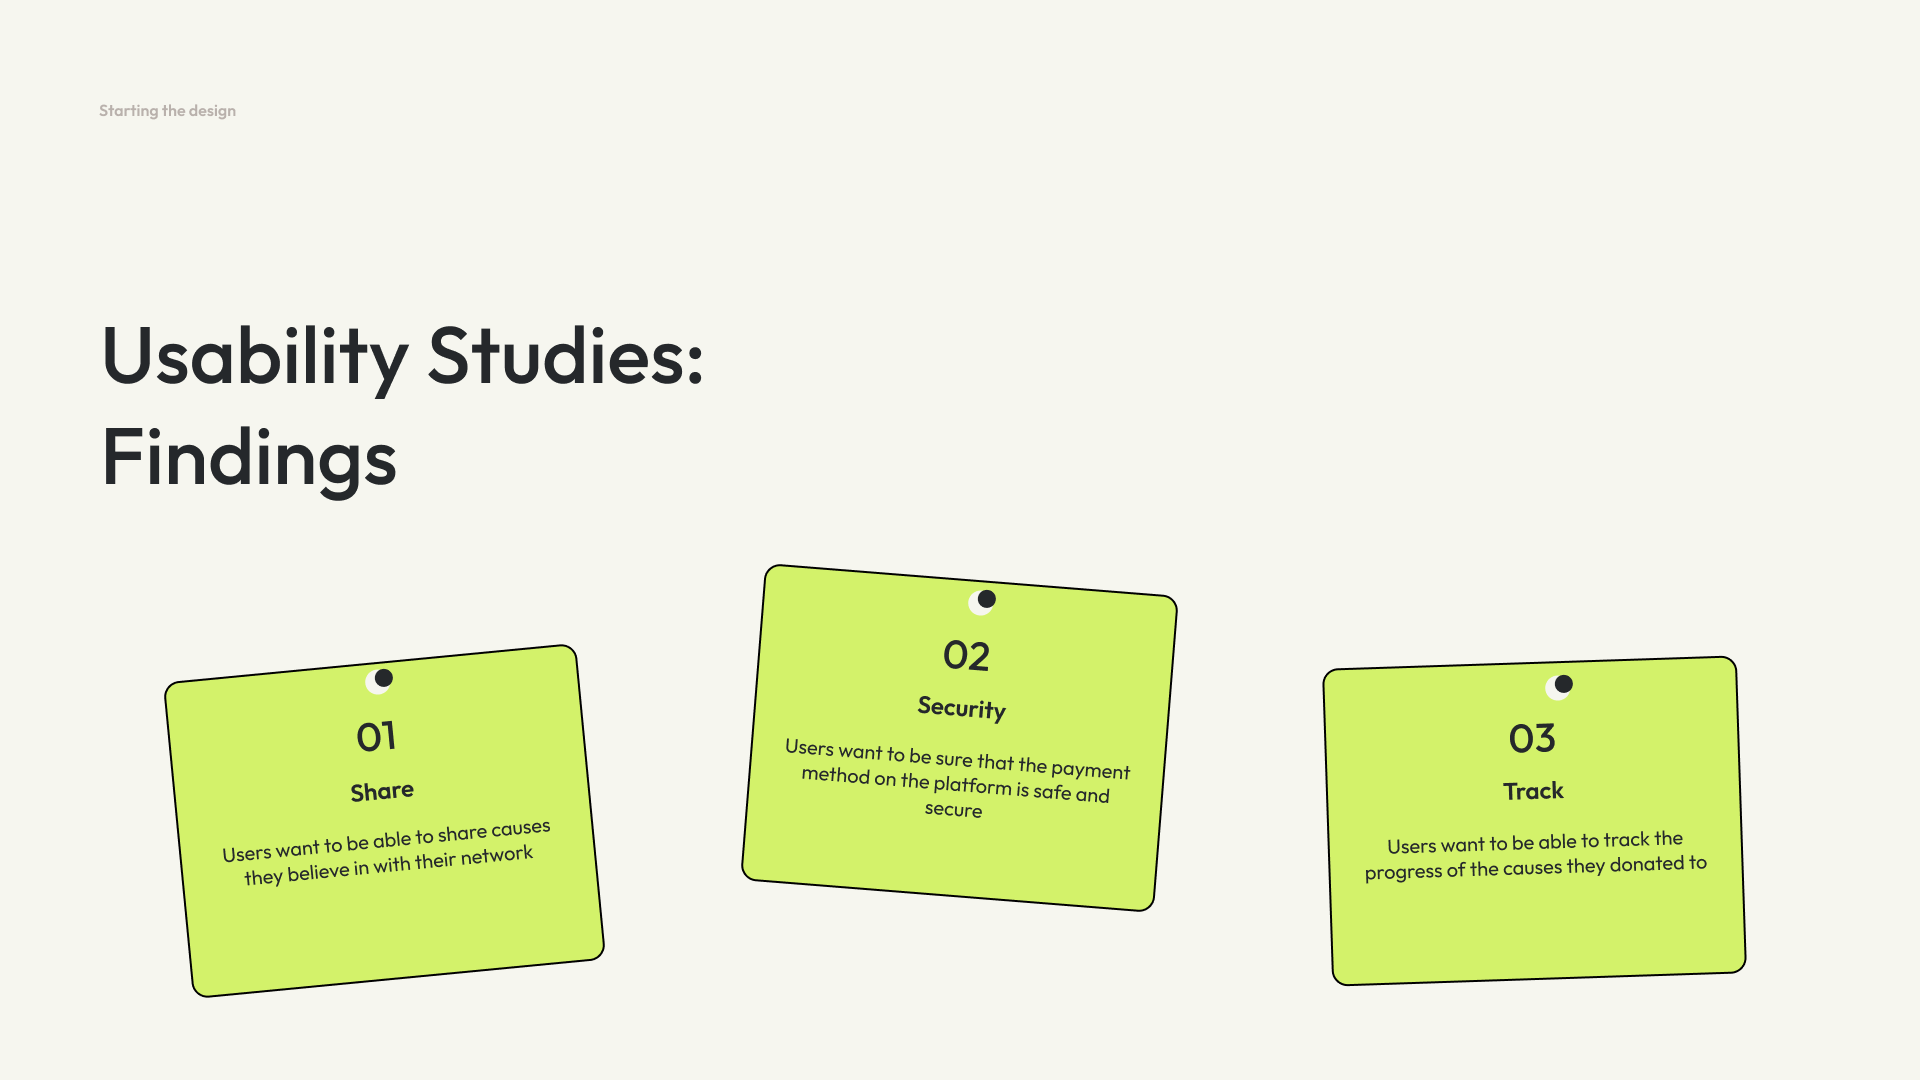 Starting the design
Usability Studies:
Findings
01
Share
Users want to be able to share causes
they believe in with their network
02
Security
Users want to be sure that the payment
method on the platform is safe and
secure
03
Track
Users want to be able to track the
progress of the causes they donated to